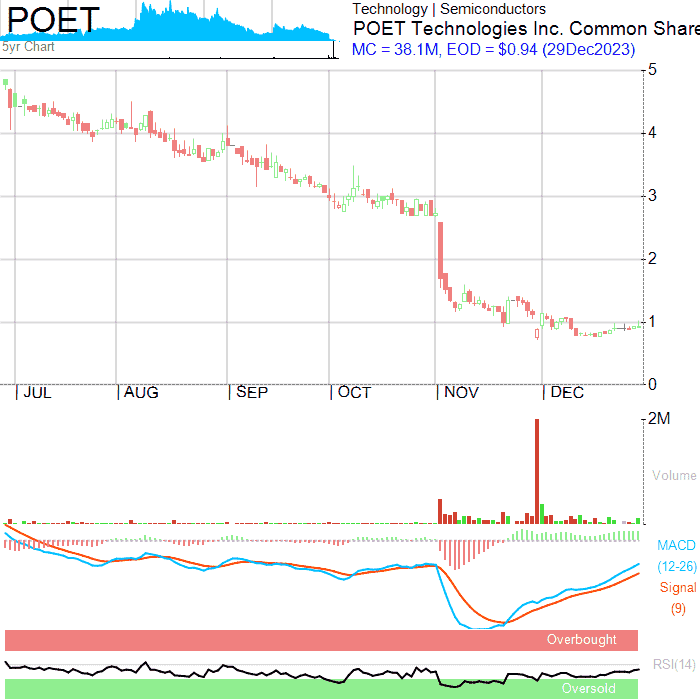 POET
5yr Chart
Technology | Semiconductors
POET Technologies Inc. Common Share
MC = 38.1M, EOD = $0.94 (29Dec2023)
5
4
3
2
1
0
JUL AUG SEP OCT NOV DEC
2M
Volume
MACD
(12-26)
Signal
(9)
Overbought
RSI(14)
Oversold